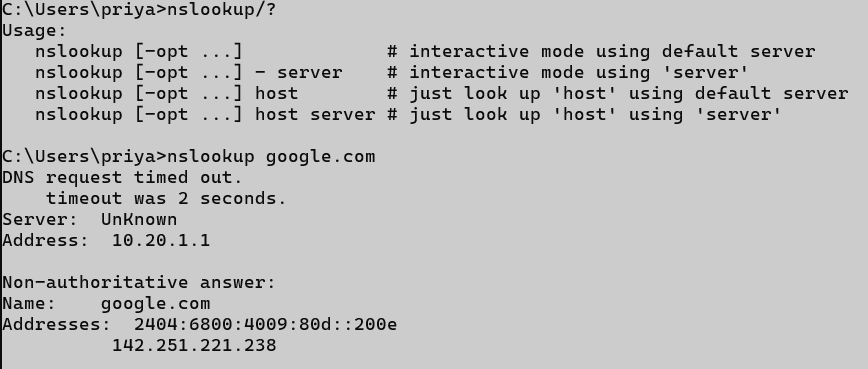 C:\Users\priya>nslookup/?
Usage:
   nslookup [-opt ...]             # interactive mode using default server
   nslookup [-opt ...] - server    # interactive mode using 'server'
   nslookup [-opt ...] host        # just look up 'host' using default server
   nslookup [-opt ...] host server # just look up 'host' using 'server'

C:\Users\priya>nslookup google.com
DNS request timed out.
    timeout was 2 seconds.
Server:  UnKnown
Address:  10.20.1.1

Non-authoritative answer:
Name:    google.com
Addresses:  2404:6800:4009:80d::200e
          142.251.221.238